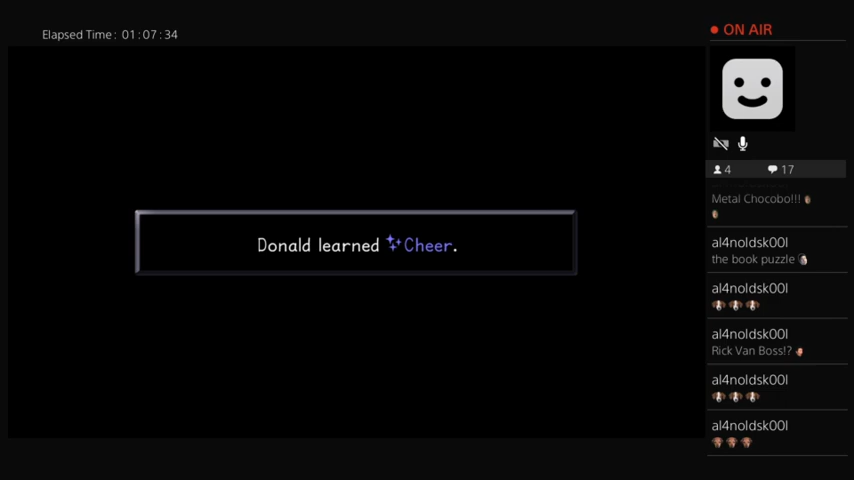 Elapsed Time: 01:07:34
ON AIR
4 17
Metal Chocobo!!!
al4noldsk00l
the book puzzle
al4noldsk00l
al4noldsk00l
Rick Van Boss!?
al4noldsk00l
al4noldsk00l
Donald learned Cheer.